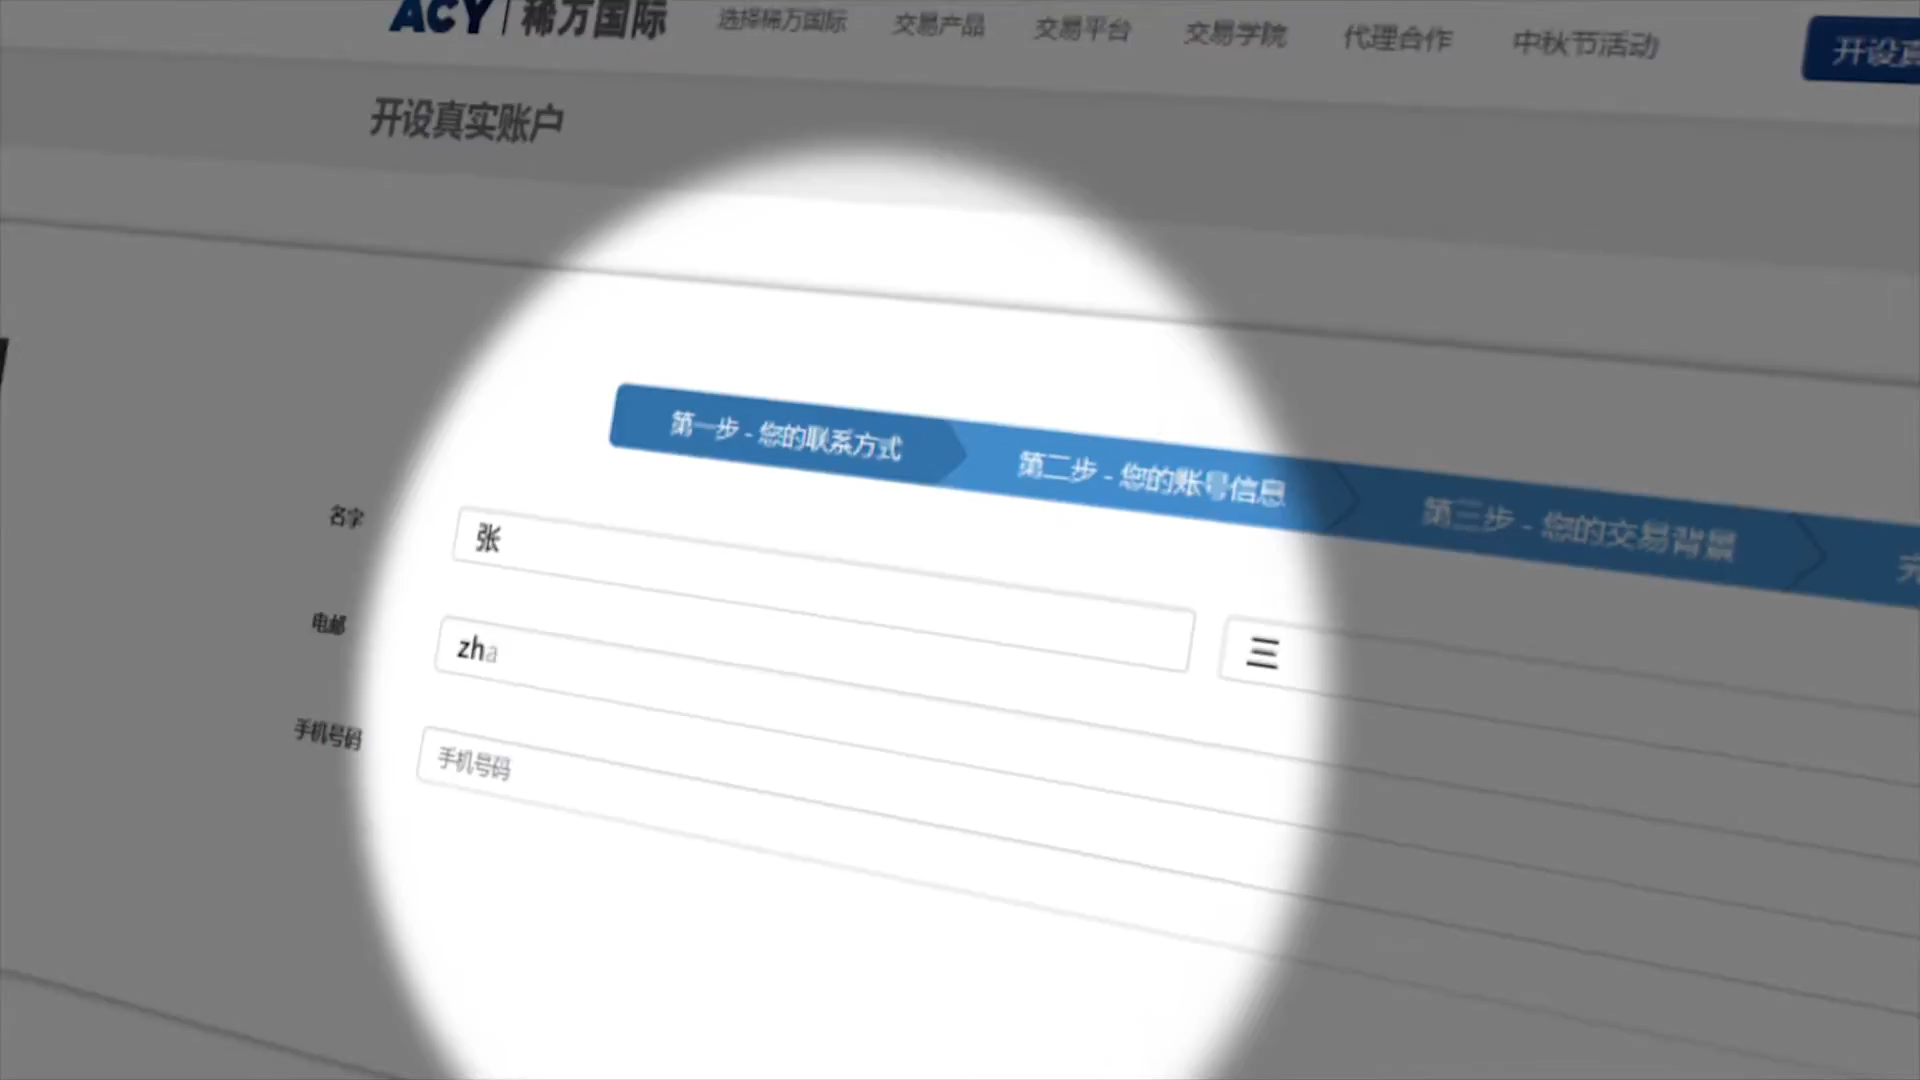 ACY 稀万国际 选择稀万国际 交易产品 交易平台 交易学院 代理合作 中秋节活动 开设真
开设真实账户
第一步 - 您的联系方式 第二步 - 您的账号信息 第三步 - 您的交易背景
名字 张 三
电邮 zha
手机号码 手机号码